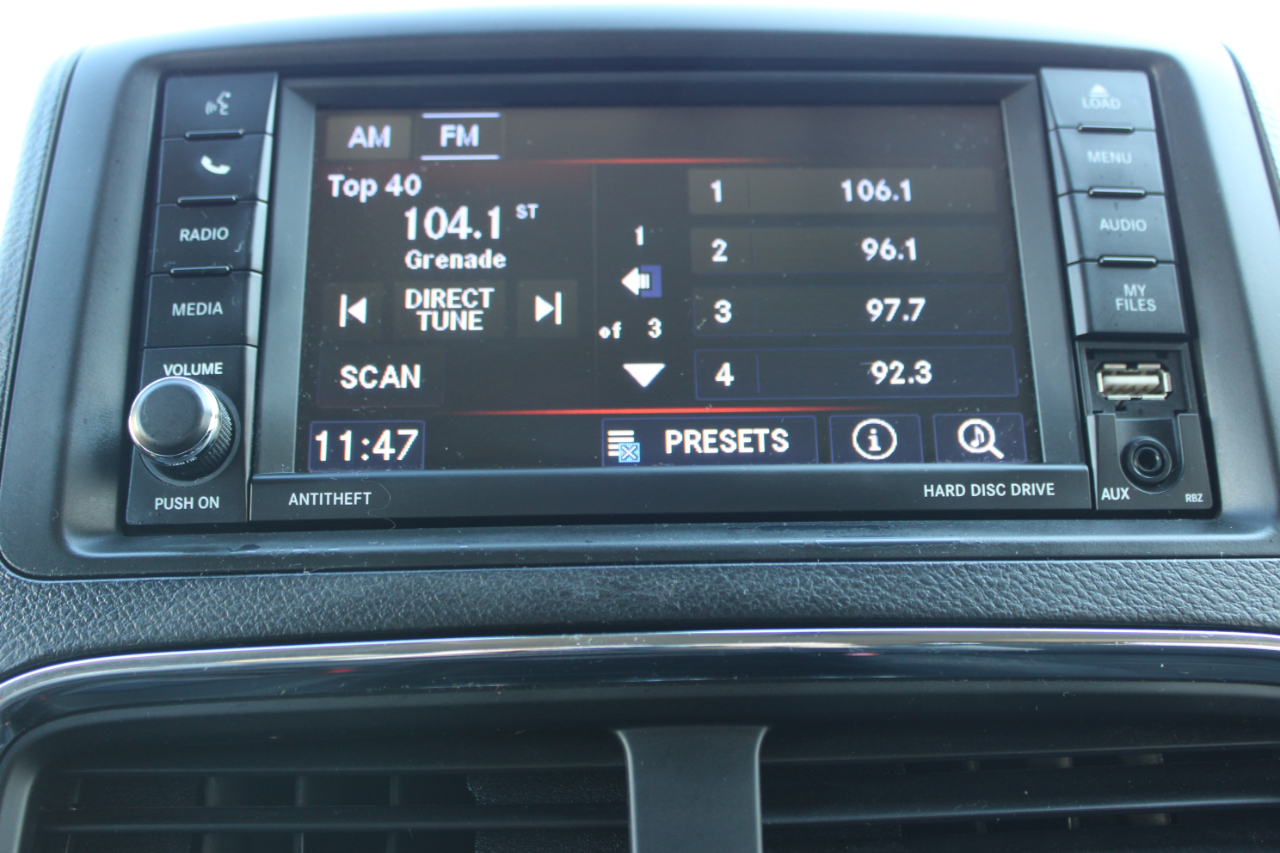 AM FM
Top 40
104.1 ST
Grenade
DIRECT
TUNE
SCAN
11:47
1
of 3
1 106.1
2 96.1
3 97.7
4 92.3
PRESETS
i
RADIO
MEDIA
VOLUME
PUSH ON
ANTITHEFT
HARD DISC DRIVE
LOAD
MENU
AUDIO
MY
FILES
AUX
RBZ